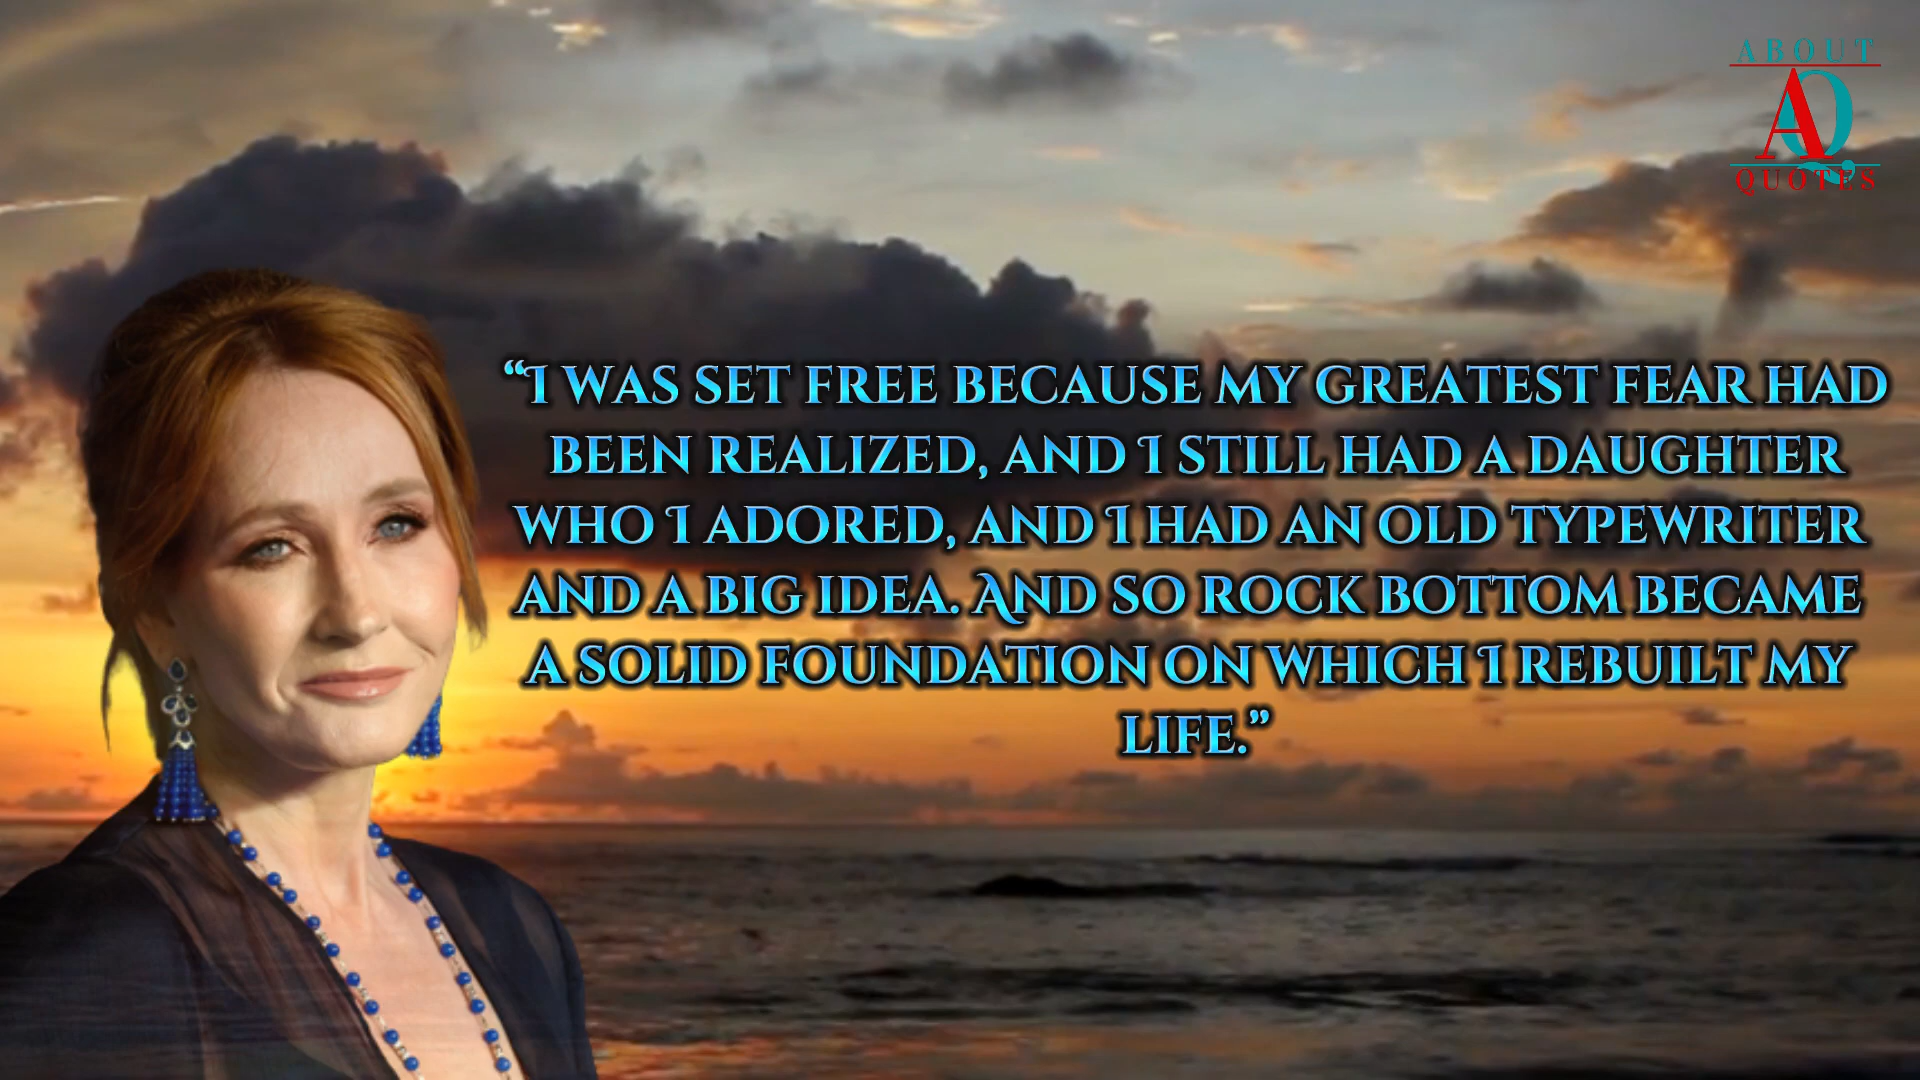 ABOUT
AQ
QUOTES
“I WAS SET FREE BECAUSE MY GREATEST FEAR HAD
BEEN REALIZED, AND I STILL HAD A DAUGHTER
WHO I ADORED, AND I HAD AN OLD TYPEWRITER
AND A BIG IDEA. AND SO ROCK BOTTOM BECAME
A SOLID FOUNDATION ON WHICH I REBUILT MY
LIFE.”